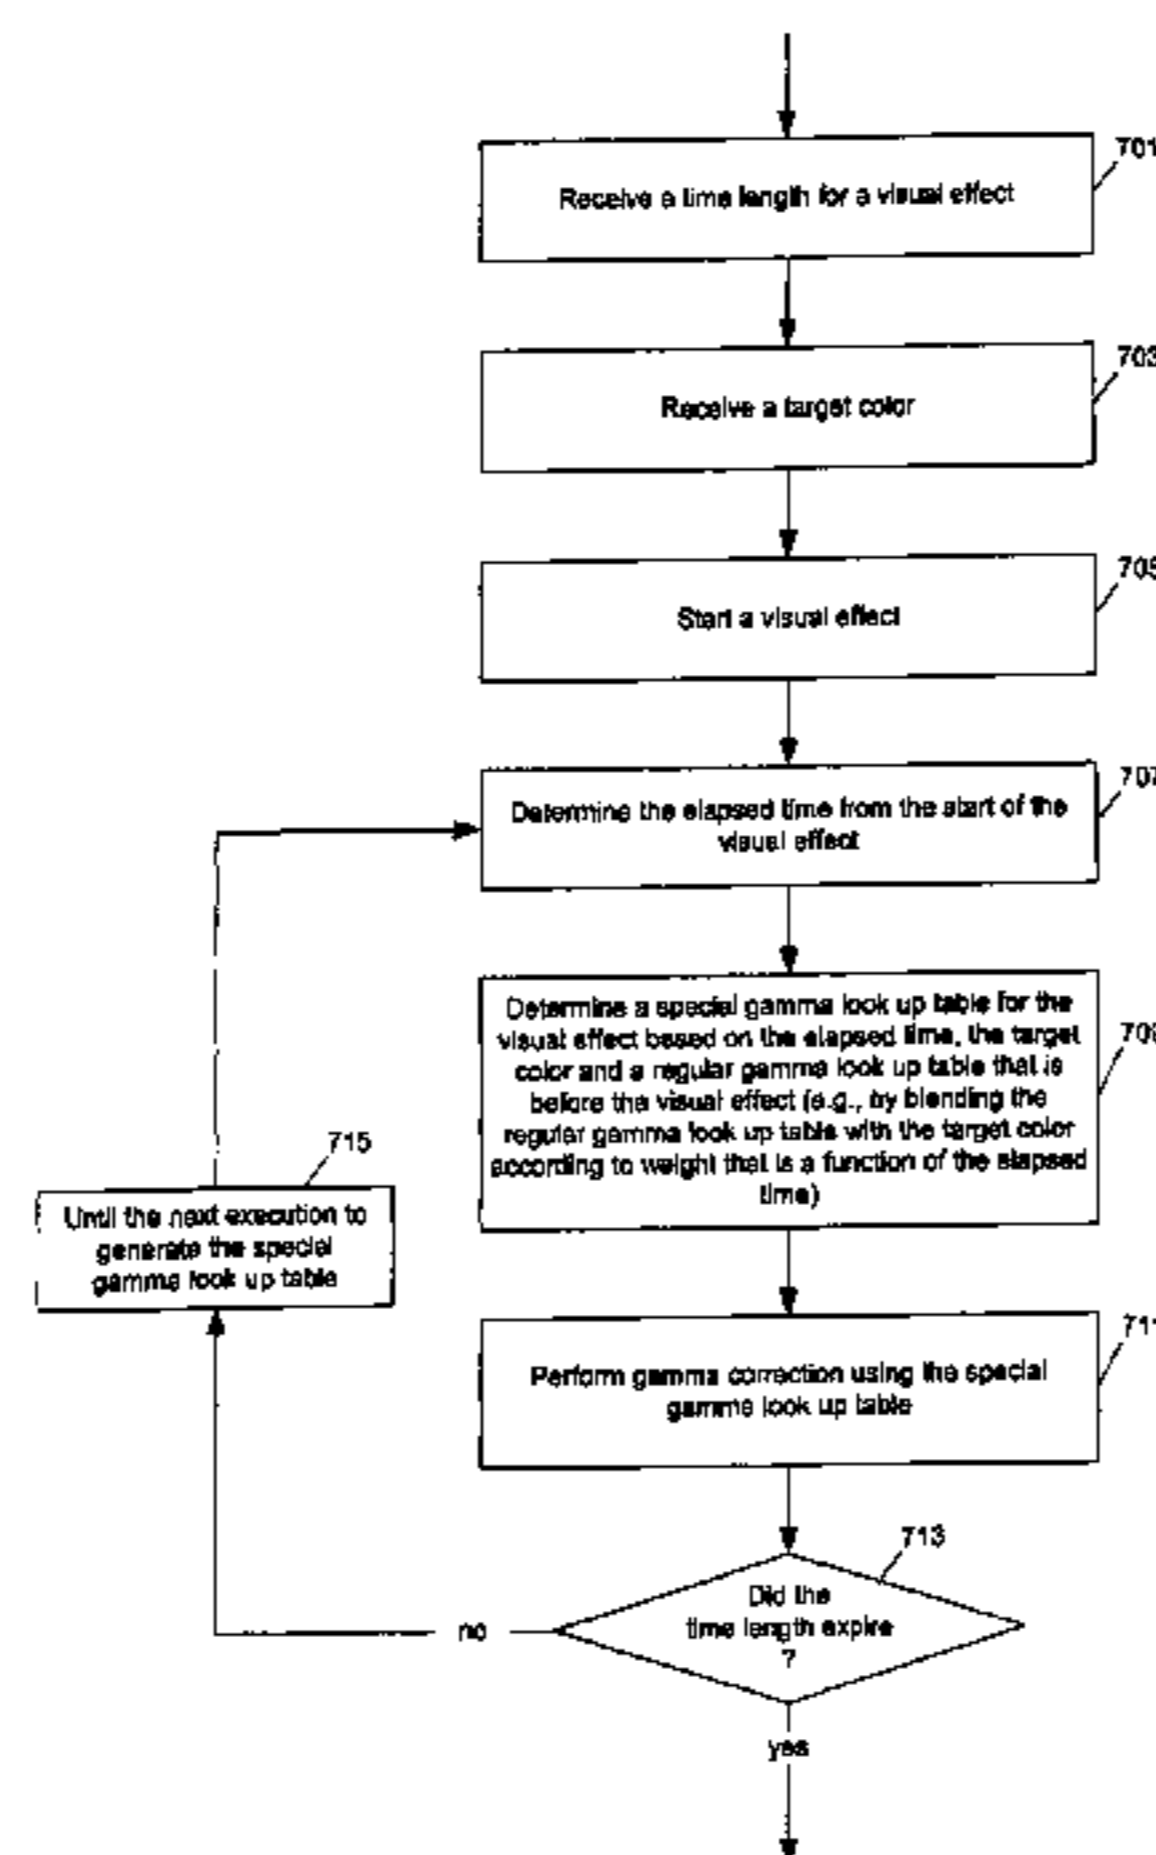 701
Receive a time length for a visual effect
703
Receive a target color
705
Start a visual effect
707
Determine the elapsed time from the start of the
visual effect
Determine a special gamma look up table for the
visual effect based on the elapsed time, the target
color and a regular gamma look up table that is
before the visual effect (e.g., by blending the
regular gamma look up table with the target color
according to weight that is a function of the elapsed
time)
709
715
Until the next execution to
generate the special
gamma look up table
711
Perform gamma correction using the special
gamma look up table
713
Did the
time length expire
?
no
yes